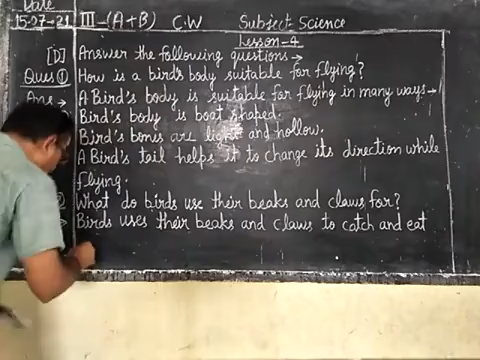 Date
15-07-21 III-(A+B) C.W Subject Science
Lesson-4
[D] Answer the following questions →
Ques ① How is a bird's body suitable for flying?
Ans → A Bird's body is suitable for flying in many ways→
Bird's body is boat shaped.
Bird's bones are light and hollow.
A Bird's tail helps it to change its direction while
flying.
What do birds use their beaks and claws for?
Birds uses their beaks and claws to catch and eat